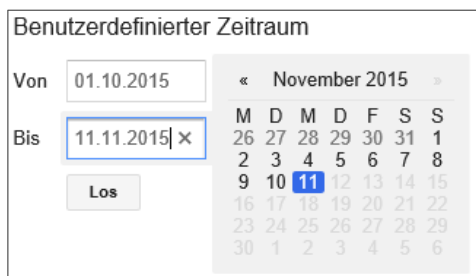 Benutzerdefinierter Zeitraum
Von 01.10.2015
Bis 11.11.2015 ×
Los
« November 2015 »
M D M D F S S
26 27 28 29 30 31 1
2 3 4 5 6 7 8
9 10 11 12 13 14 15
16 17 18 19 20 21 22
23 24 25 26 27 28 29
30 1 2 3 4 5 6